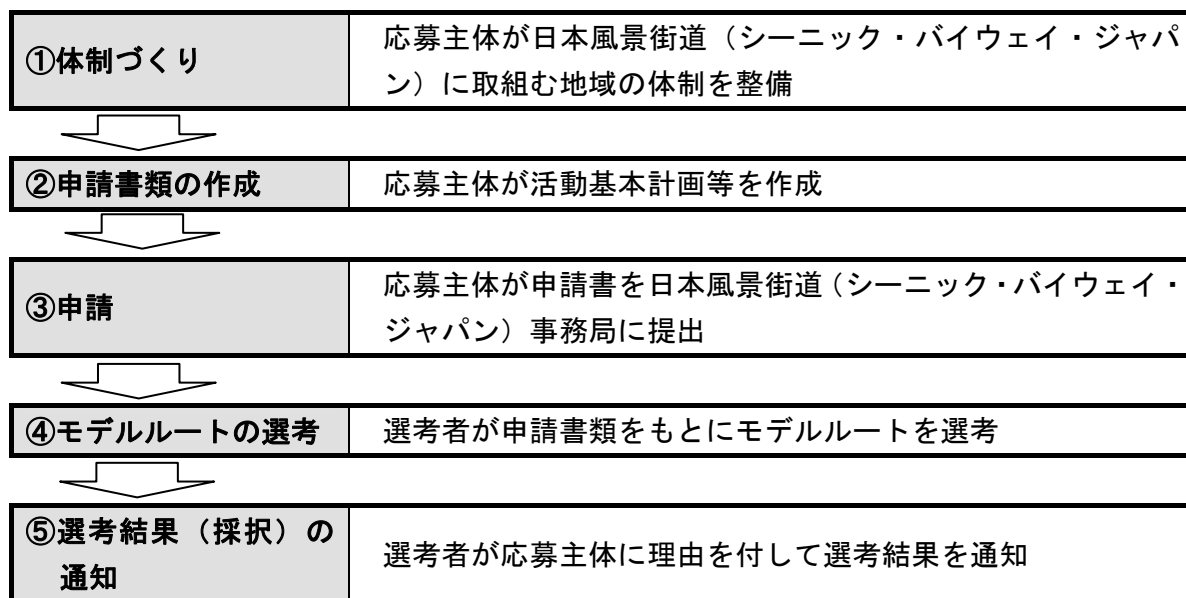 ①体制づくり
応募主体が日本風景街道（シーニック・バイウェイ・ジャパ
ン）に取組む地域の体制を整備
②申請書類の作成
応募主体が活動基本計画等を作成
③申請
応募主体が申請書を日本風景街道（シーニック・バイウェイ・
ジャパン）事務局に提出
④モデルルートの選考
選考者が申請書類をもとにモデルルートを選考
⑤選考結果（採択）の
通知
選考者が応募主体に理由を付して選考結果を通知